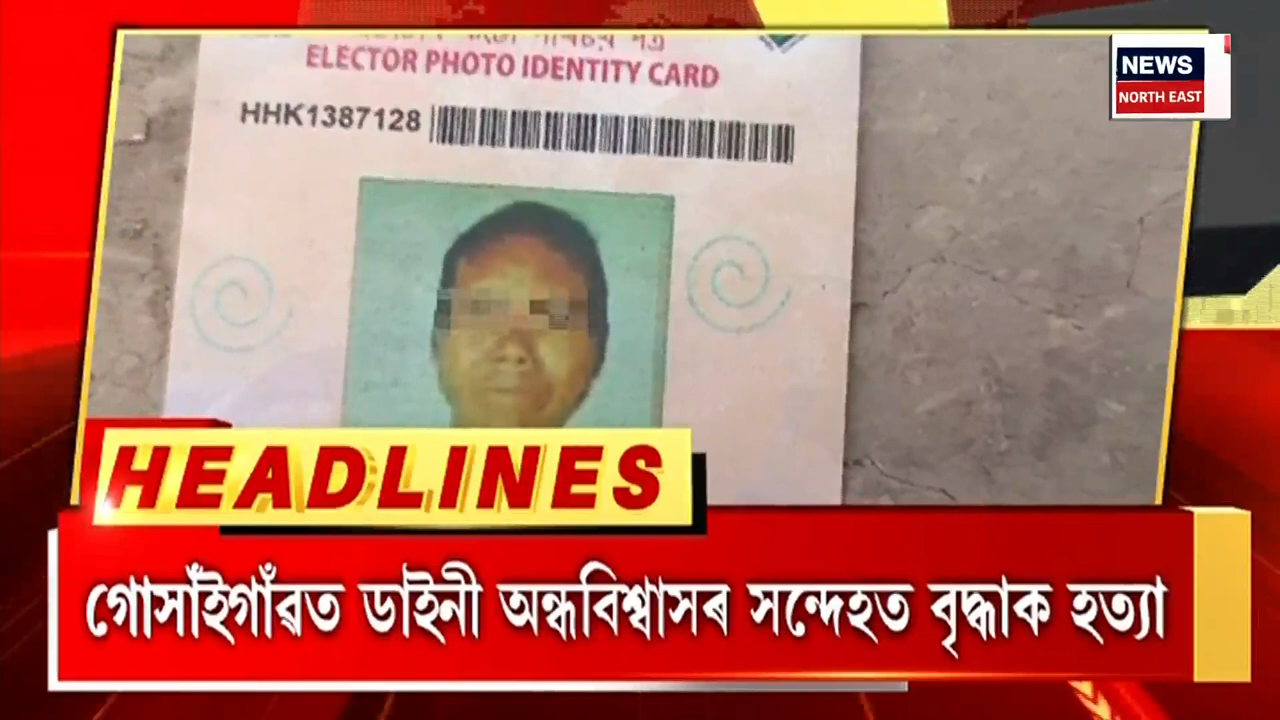 ELECTOR PHOTO IDENTITY CARD
HHK1387128
NEWS
NORTH EAST
HEADLINES
গোসাঁইগাঁৱত ডাইনী অন্ধবিশ্বাসৰ সন্দেহত বৃদ্ধাক হত্যা